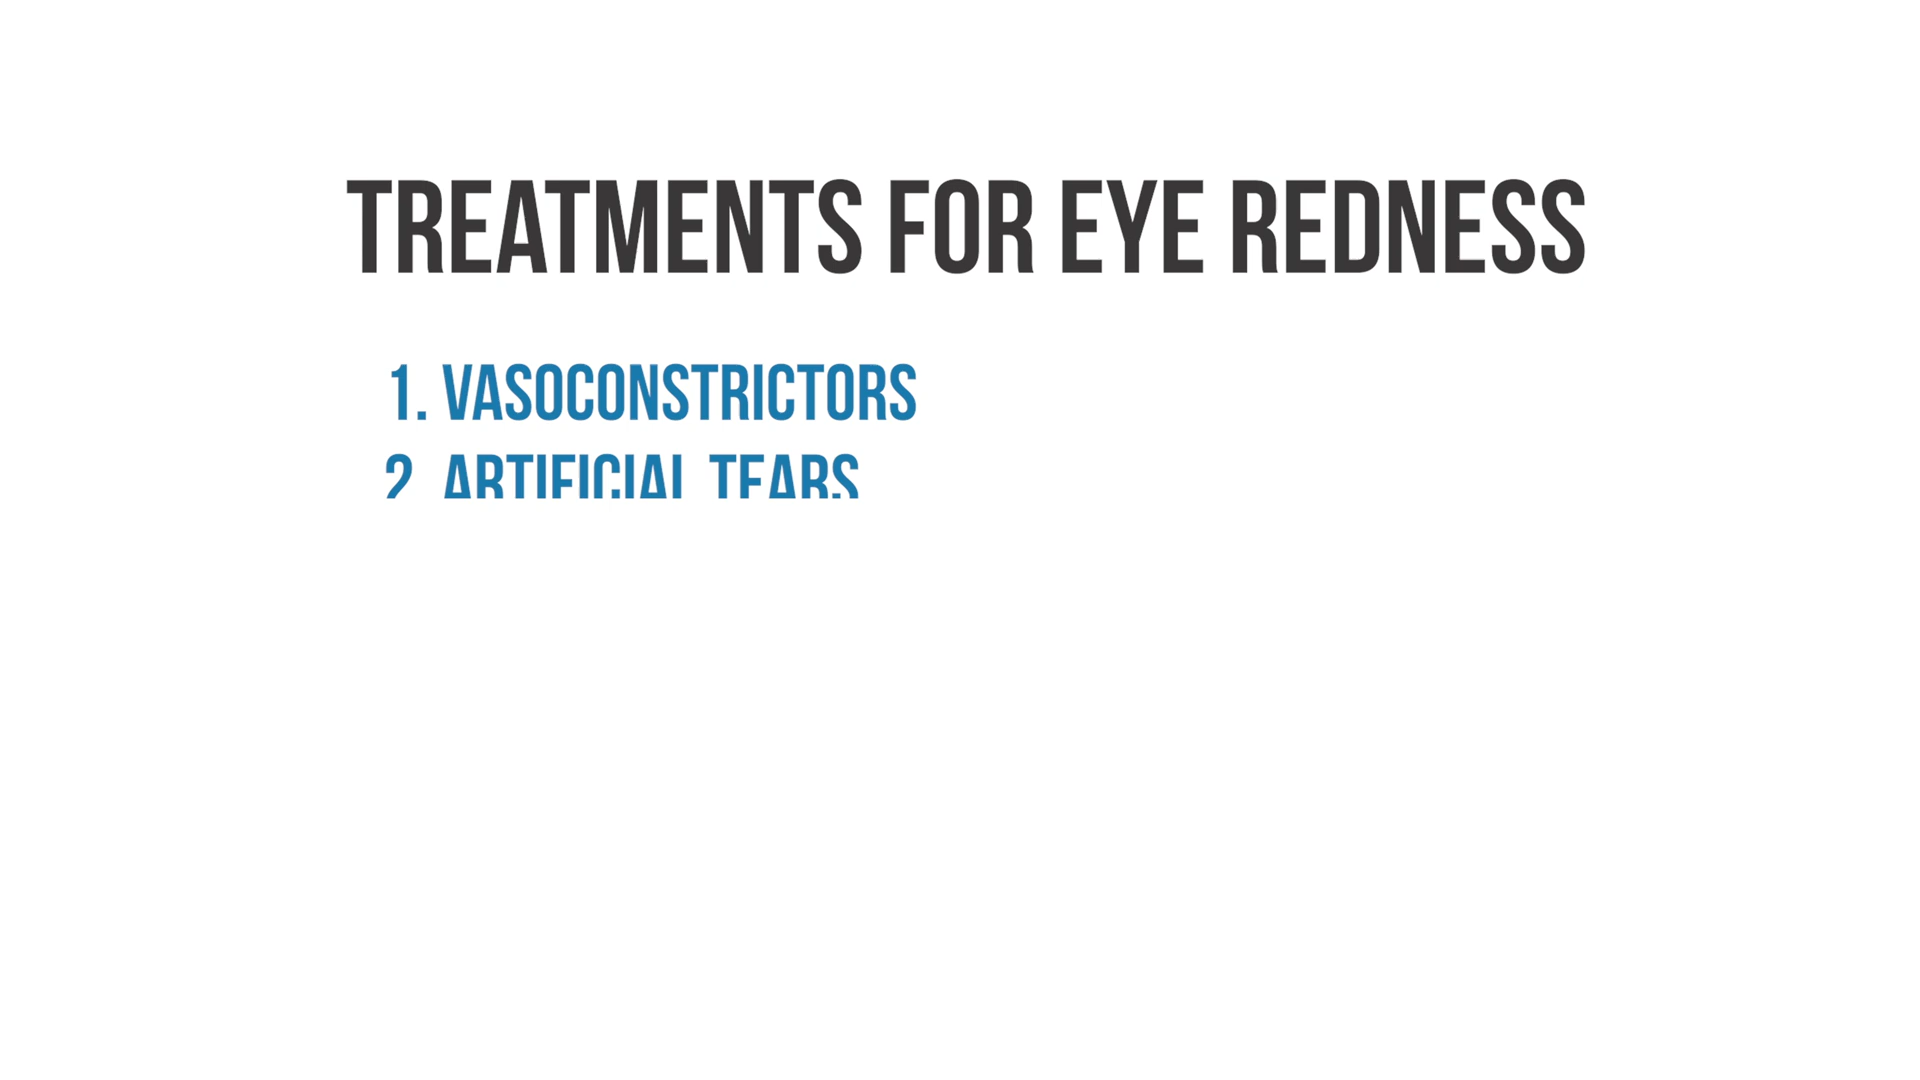 TREATMENTS FOR EYE REDNESS
1. VASOCONSTRICTORS
2. ARTIFICIAL TEARS